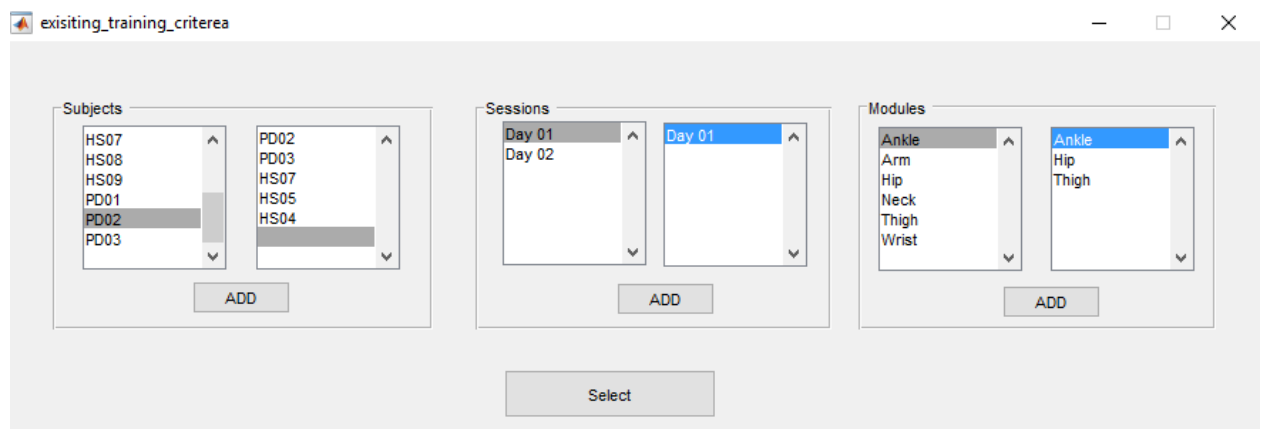 exisiting_training_criterea
Subjects
HS07
HS08
HS09
PD01
PD02
PD03
PD02
PD03
HS07
HS05
HS04
ADD
Sessions
Day 01
Day 02
Day 01
ADD
Modules
Ankle
Arm
Hip
Neck
Thigh
Wrist
Ankle
Hip
Thigh
ADD
Select